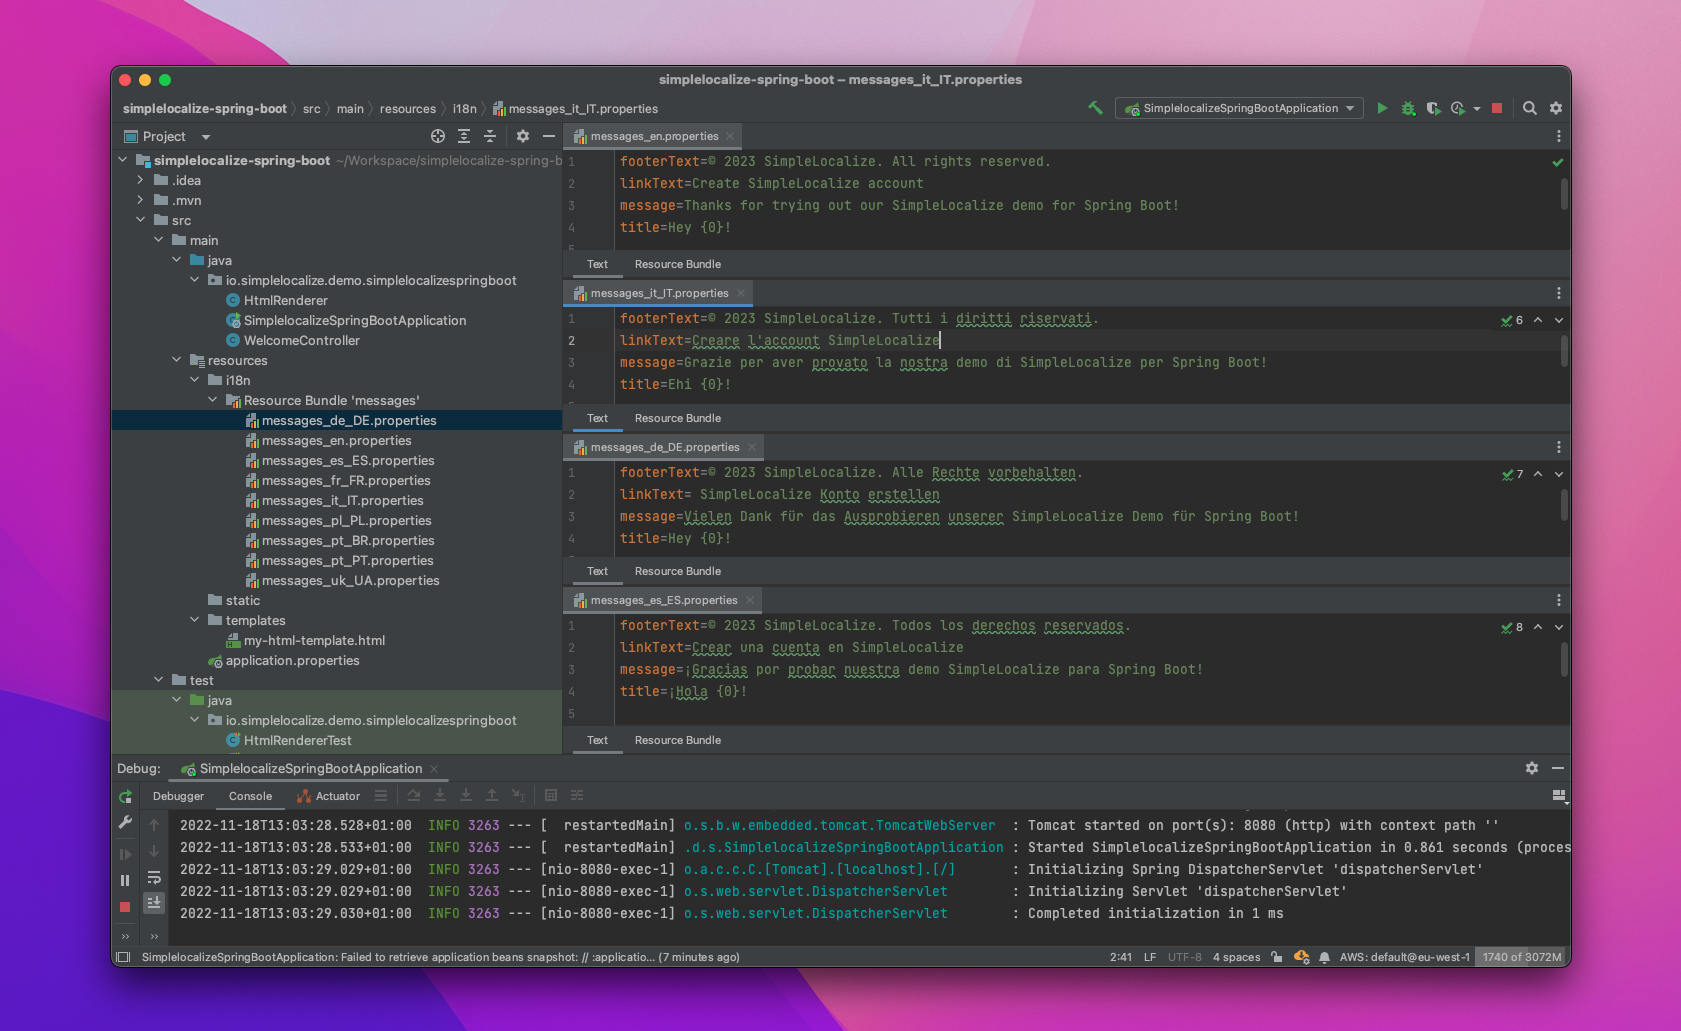 simplelocalize-spring-boot – messages_it_IT.properties
simplelocalize-spring-boot src main resources i18n messages_it_IT.properties
SimplelocalizeSpringBootApplication
Project
simplelocalize-spring-boot ~/Workspace/simplelocalize-spring-b
.idea
.mvn
src
main
java
io.simplelocalize.demo.simplelocalizespringboot
HtmlRenderer
SimplelocalizeSpringBootApplication
WelcomeController
resources
i18n
Resource Bundle 'messages'
messages_de_DE.properties
messages_en.properties
messages_es_ES.properties
messages_fr_FR.properties
messages_it_IT.properties
messages_pl_PL.properties
messages_pt_BR.properties
messages_pt_PT.properties
messages_uk_UA.properties
static
templates
my-html-template.html
application.properties
test
java
io.simplelocalize.demo.simplelocalizespringboot
HtmlRendererTest
messages_en.properties
1 footerText=© 2023 SimpleLocalize. All rights reserved.
2 linkText=Create SimpleLocalize account
3 message=Thanks for trying out our SimpleLocalize demo for Spring Boot!
4 title=Hey {0}!
5
Text Resource Bundle
messages_it_IT.properties
1 footerText=© 2023 SimpleLocalize. Tutti i diritti riservati. 6
2 linkText=Creare l'account SimpleLocalize
3 message=Grazie per aver provato la nostra demo di SimpleLocalize per Spring Boot!
4 title=Ehi {0}!
Text Resource Bundle
messages_de_DE.properties
1 footerText=© 2023 SimpleLocalize. Alle Rechte vorbehalten. 7
2 linkText= SimpleLocalize Konto erstellen
3 message=Vielen Dank für das Ausprobieren unserer SimpleLocalize Demo für Spring Boot!
4 title=Hey {0}!
Text Resource Bundle
messages_es_ES.properties
1 footerText=© 2023 SimpleLocalize. Todos los derechos reservados. 8
2 linkText=Crear una cuenta en SimpleLocalize
3 message=¡Gracias por probar nuestra demo SimpleLocalize para Spring Boot!
4 title=¡Hola {0}!
5
Text Resource Bundle
Debug: SimplelocalizeSpringBootApplication
Debugger Console Actuator
2022-11-18T13:03:28.528+01:00 INFO 3263 --- [ restartedMain] o.s.b.w.embedded.tomcat.TomcatWebServer : Tomcat started on port(s): 8080 (http) with context path ''
2022-11-18T13:03:28.533+01:00 INFO 3263 --- [ restartedMain] .d.s.SimplelocalizeSpringBootApplication : Started SimplelocalizeSpringBootApplication in 0.861 seconds (proces
2022-11-18T13:03:29.029+01:00 INFO 3263 --- [nio-8080-exec-1] o.a.c.c.C.[Tomcat].[localhost].[/] : Initializing Spring DispatcherServlet 'dispatcherServlet'
2022-11-18T13:03:29.029+01:00 INFO 3263 --- [nio-8080-exec-1] o.s.web.servlet.DispatcherServlet : Initializing Servlet 'dispatcherServlet'
2022-11-18T13:03:29.030+01:00 INFO 3263 --- [nio-8080-exec-1] o.s.web.servlet.DispatcherServlet : Completed initialization in 1 ms
SimplelocalizeSpringBootApplication: Failed to retrieve application beans snapshot: // :applicatio... (7 minutes ago) 2:41 LF UTF-8 4 spaces AWS: default@eu-west-1 1740 of 3072M